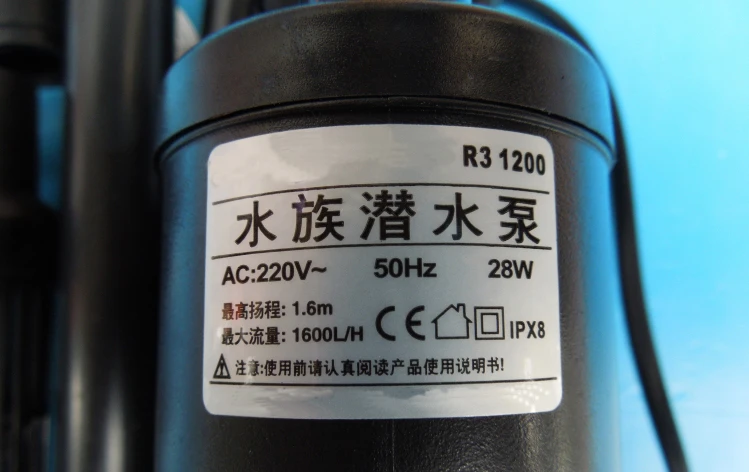 R3 1200
水族潜水泵
AC:220V~ 50Hz 28W
最高扬程: 1.6m
最大流量: 1600L/H CE IPX8
注意:使用前请认真阅读产品使用说明书!